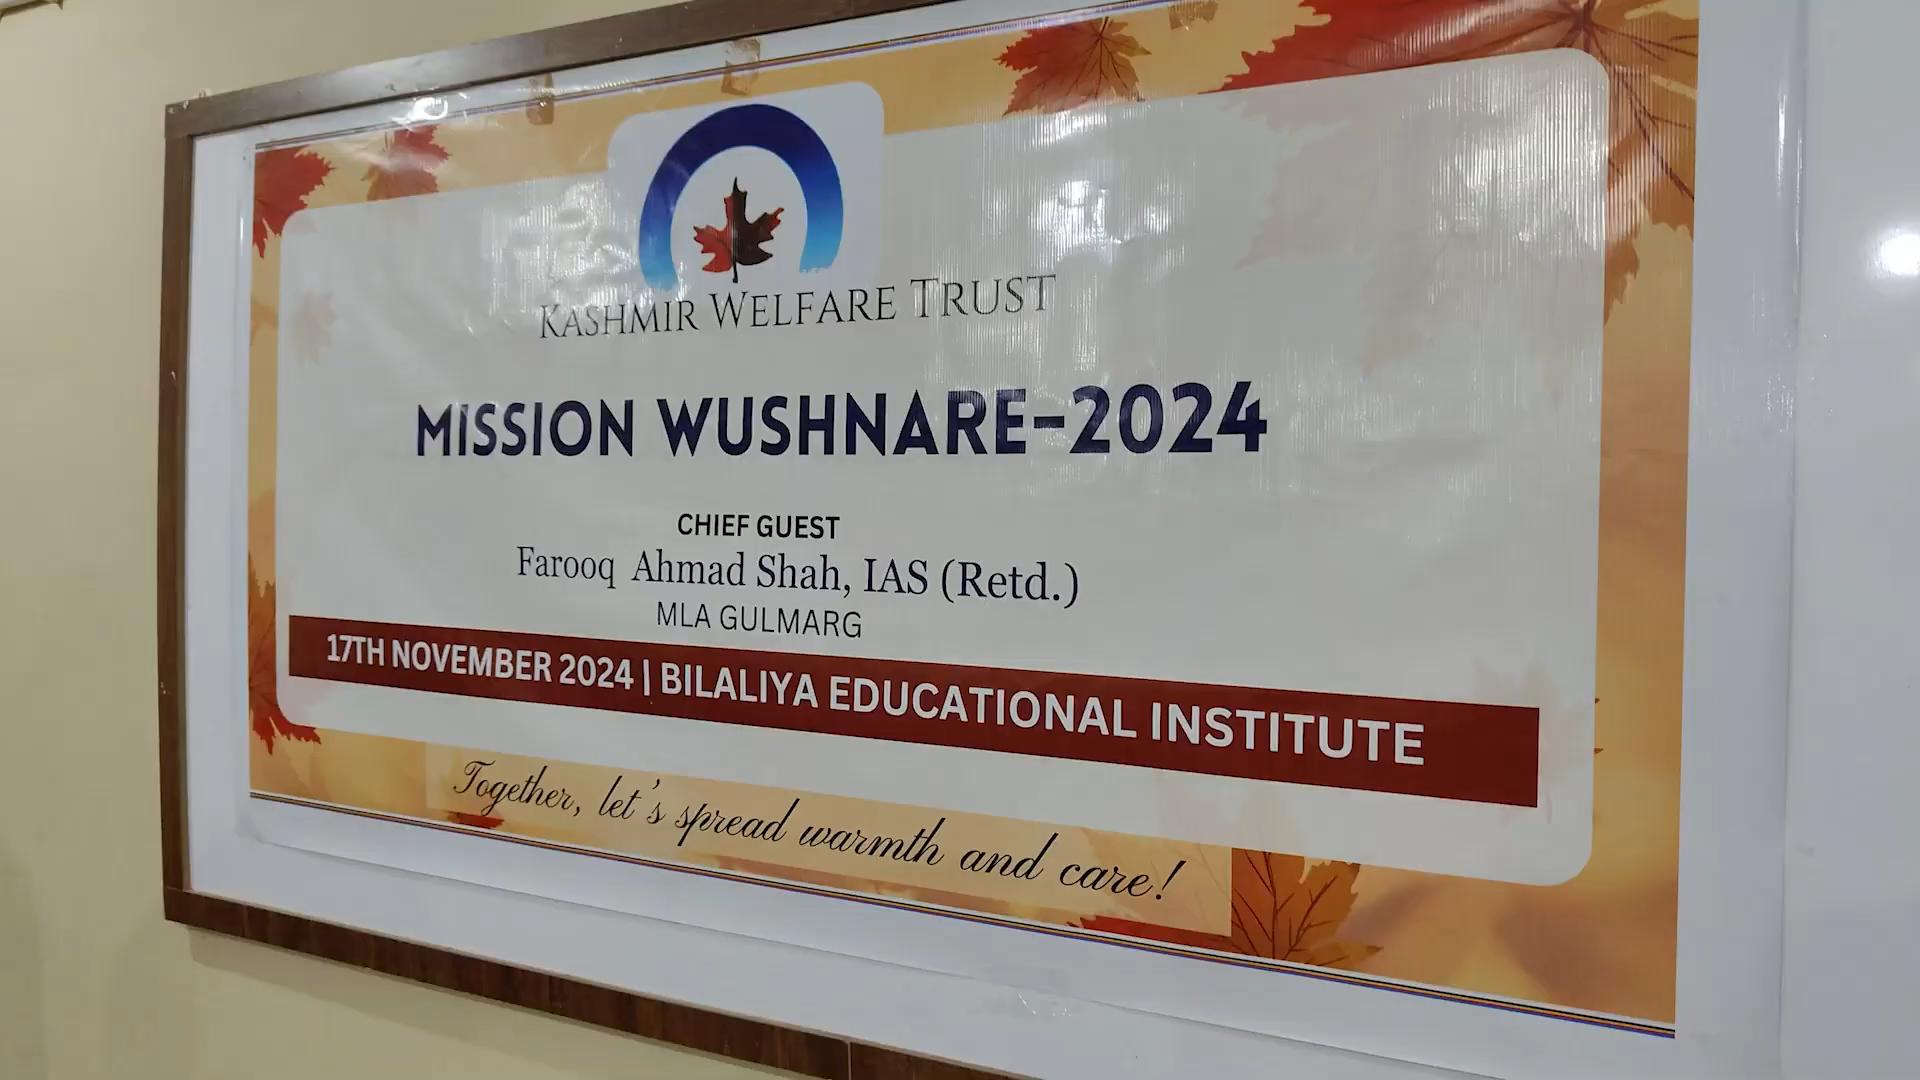 KASHMIR WELFARE TRUST
MISSION WUSHNARE-2024
CHIEF GUEST
Farooq Ahmad Shah, IAS (Retd.)
MLA GULMARG
17TH NOVEMBER 2024 | BILALIYA EDUCATIONAL INSTITUTE
Together, let's spread warmth and care!